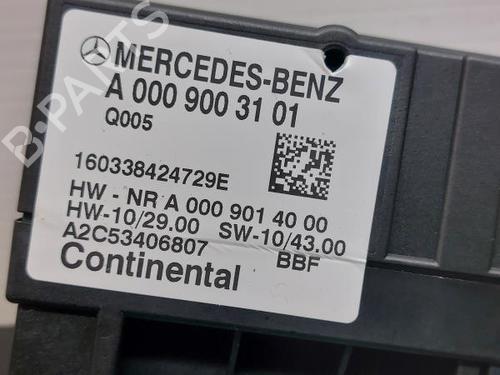 MERCEDES-BENZ
A 000 900 31 01
Q005
160338424729E
HW - NR A 000 901 40 00
HW-10/29.00 SW-10/43.00
A2C53406807 BBF
Continental
B-PARTS